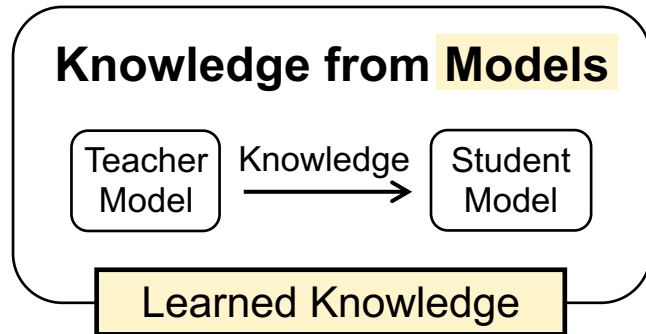 Knowledge from Models
Teacher
Model
Knowledge
Student
Model
Learned Knowledge